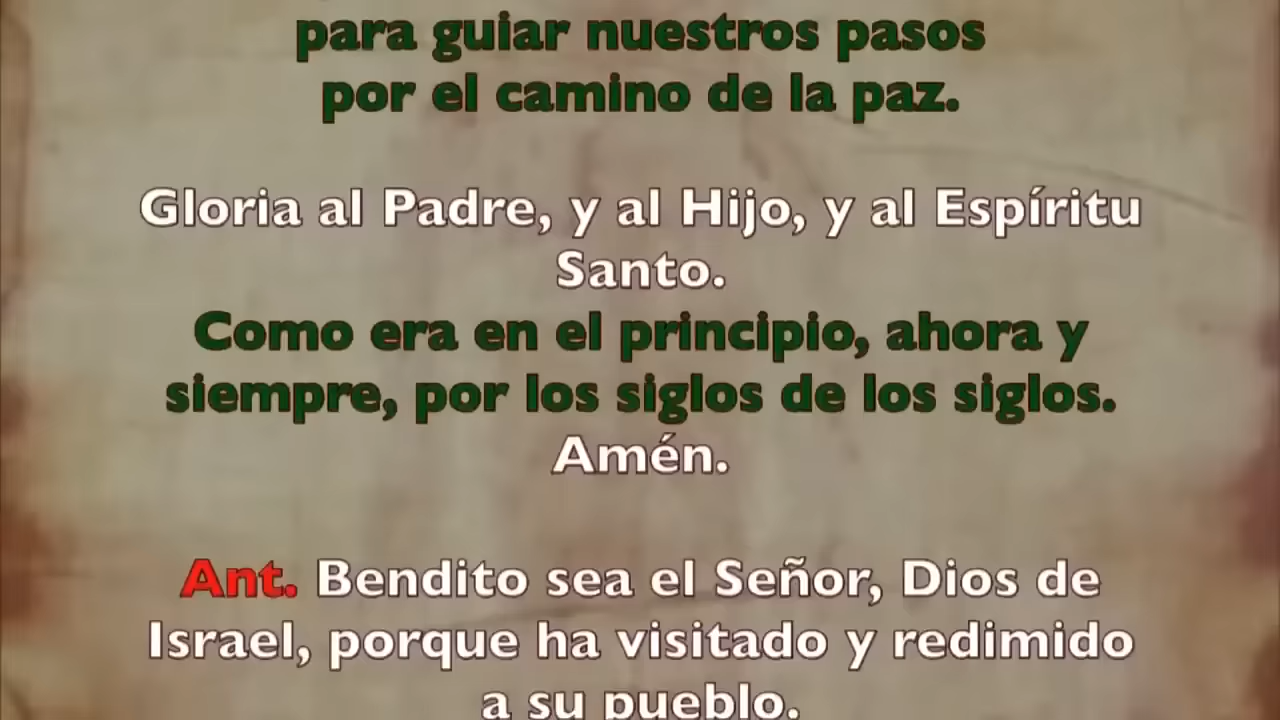 para guiar nuestros pasos
por el camino de la paz.
Gloria al Padre, y al Hijo, y al Espíritu
Santo.
Como era en el principio, ahora y
siempre, por los siglos de los siglos.
Amén.
Ant. Bendito sea el Señor, Dios de
Israel, porque ha visitado y redimido
a su pueblo.